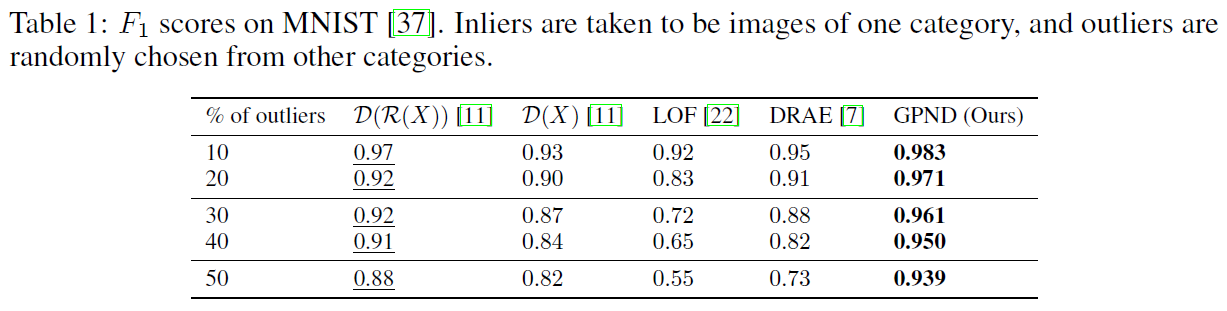 Table 1: F1 scores on MNIST [37]. Inliers are taken to be images of one category, and outliers are
randomly chosen from other categories.
% of outliers D(R(X)) [11] D(X) [11] LOF [22] DRAE [7] GPND (Ours)
10 0.97 0.93 0.92 0.95 0.983
20 0.92 0.90 0.83 0.91 0.971
30 0.92 0.87 0.72 0.88 0.961
40 0.91 0.84 0.65 0.82 0.950
50 0.88 0.82 0.55 0.73 0.939